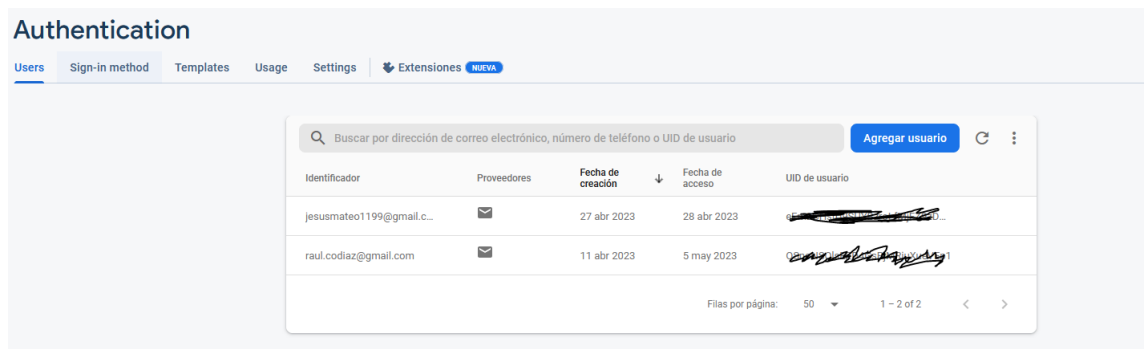 Authentication
Users Sign-in method Templates Usage Settings Extensiones NUEVA
Buscar por dirección de correo electrónico, número de teléfono o UID de usuario Agregar usuario
Identificador Proveedores Fecha de creación Fecha de acceso UID de usuario
jesusmateo1199@gmail.c... 27 abr 2023 28 abr 2023
raul.codiaz@gmail.com 11 abr 2023 5 may 2023
Filas por página: 50 1 – 2 of 2